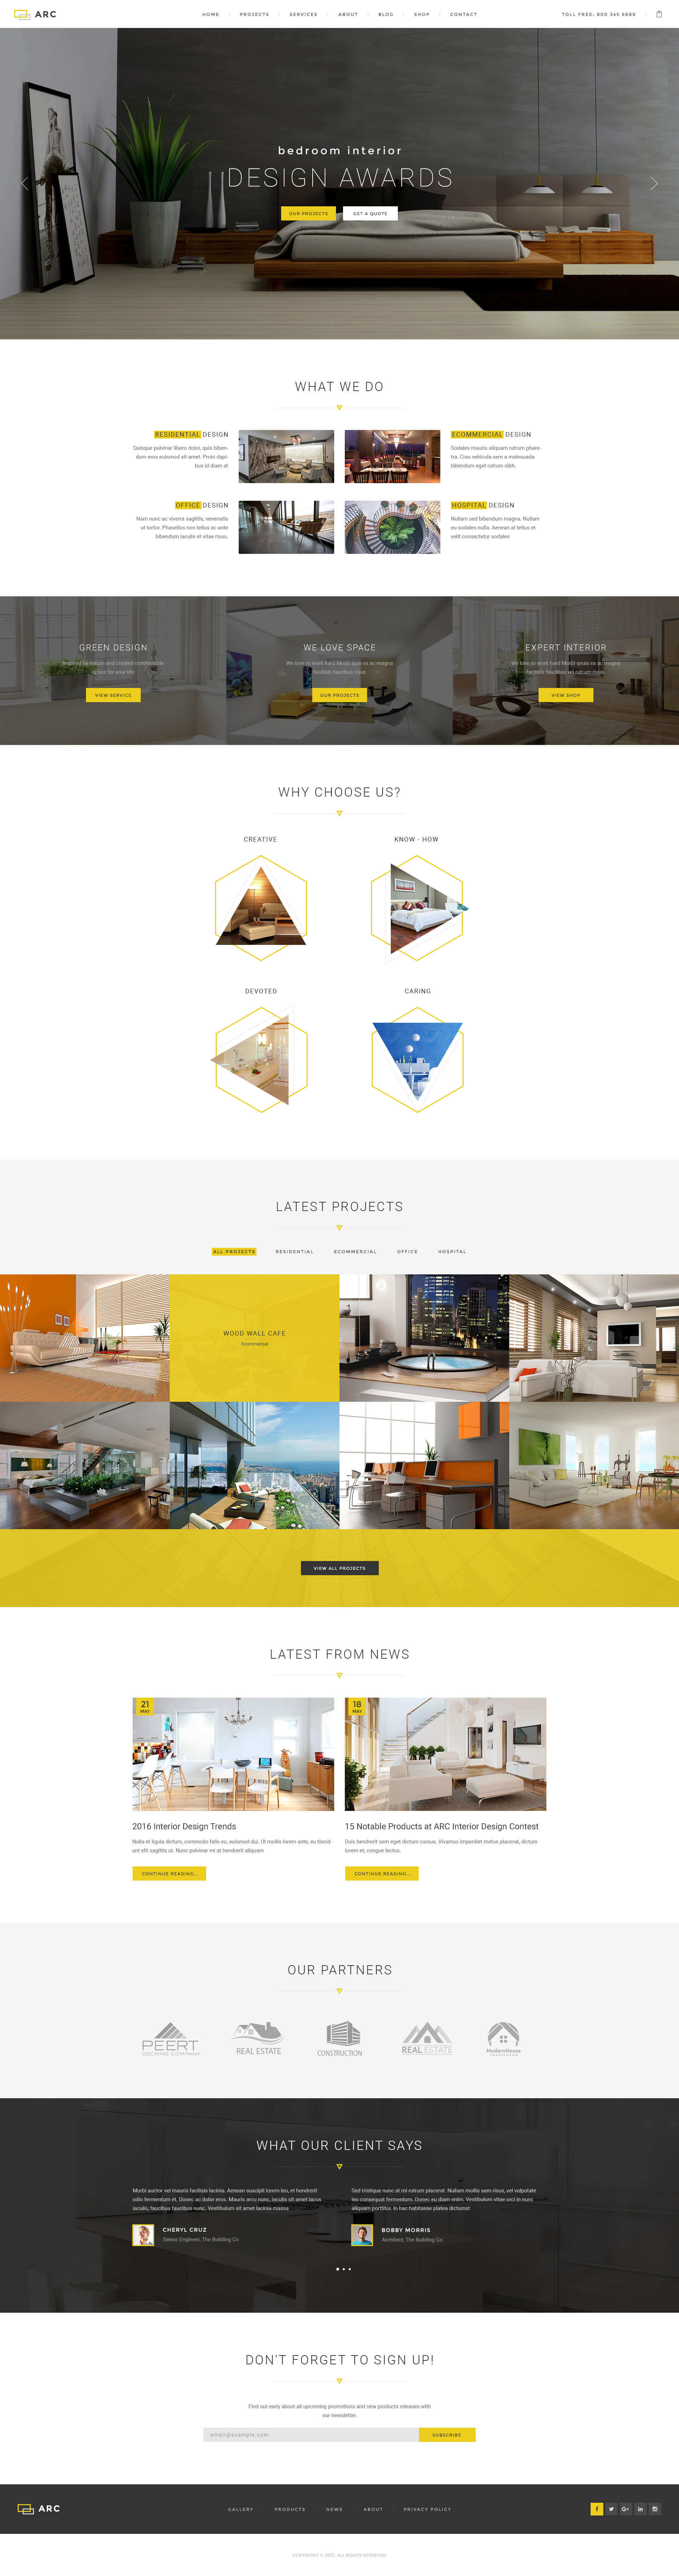 ARC
HOME
PROJECTS
SERVICES
ABOUT
BLOG
SHOP
CONTACT
TOLL FREE: 800 345 6889
bedroom interior
DESIGN AWARDS
OUR PROJECTS
GET A QUOTE
WHAT WE DO
RESIDENTIAL DESIGN
Quisque pulvinar libero dolor, quis biben-
dum eros euismod sit amet. Proin dapi-
bus id diam at
ECOMMERCIAL DESIGN
Sodales mauris aliquam rutrum phare-
tra. Cras vehicula sem a malesuada
bibendum eget rutrum nibh.
OFFICE DESIGN
Nam nunc ac viverra sagittis, venenatis
ut tortor. Phasellus non tellus ac ante
bibendum iaculis et vitae risus.
HOSPITAL DESIGN
Nullam sed bibendum magna. Nullam
eu sodales nulla. Aenean at tellus et
velit consectetur sodales
GREEN DESIGN
Inspired by nature and created comfortable
space for your life
VIEW SERVICE
WE LOVE SPACE
We love to work hard Morbi quis ex ac magna
facilisis faucibus risus
OUR PROJECTS
EXPERT INTERIOR
We love to work hard Morbi ipsuis ex ac magna
facilisis faucibus vel rutrum risus
VIEW SHOP
WHY CHOOSE US?
CREATIVE
KNOW - HOW
DEVOTED
CARING
LATEST PROJECTS
ALL PROJECTS
RESIDENTIAL
ECOMMERCIAL
OFFICE
HOSPITAL
WOOD WALL CAFE
Ecommercial
VIEW ALL PROJECTS
LATEST FROM NEWS
21
MAY
18
MAY
2016 Interior Design Trends
Nulla et ligula dictum, commodo felis eu, euismod dui. Ut mollis lorem ante, eu tincid-
unt elit sagittis ut. Nunc pulvinar mi at hendrerit aliquam
CONTINUE READING...
15 Notable Products at ARC Interior Design Contest
Duis hendrerit sem eget dictum cursus. Vivamus imperdiet metus placerat, dictum
lorem et, congue lectus.
CONTINUE READING...
OUR PARTNERS
PEERT
DECKING COMPANY
REAL ESTATE
CONSTRUCTION
REAL ESTATE
ModernHouse
WHAT OUR CLIENT SAYS
Morbi auctor vel mauris facilisis lacinia. Aenean suscipit lorem leo, et hendrerit
odio fermentum et. Donec ac dolor eros. Mauris arcu nunc, iaculis sit amet lacus
iaculis, faucibus faucibus nunc. Vestibulum sit amet lacinia massa
CHERYL CRUZ
Senior Engineer, The Building Co
Sed tristique nunc at mi rutrum placerat. Nullam mollis sem risus, vel vulputate
leo consequat fermentum. Donec eu diam enim. Vestibulum vitae orci in nunc
aliquam porttitor. In hac habitasse platea dictumst
BOBBY MORRIS
Architect, The Building Co
DON'T FORGET TO SIGN UP!
Find out early about all upcoming promotions and new products releases with
our newsletter.
email@example.com
SUBSCRIBE
ARC
GALLERY
PRODUCTS
NEWS
ABOUT
PRIVACY POLICY